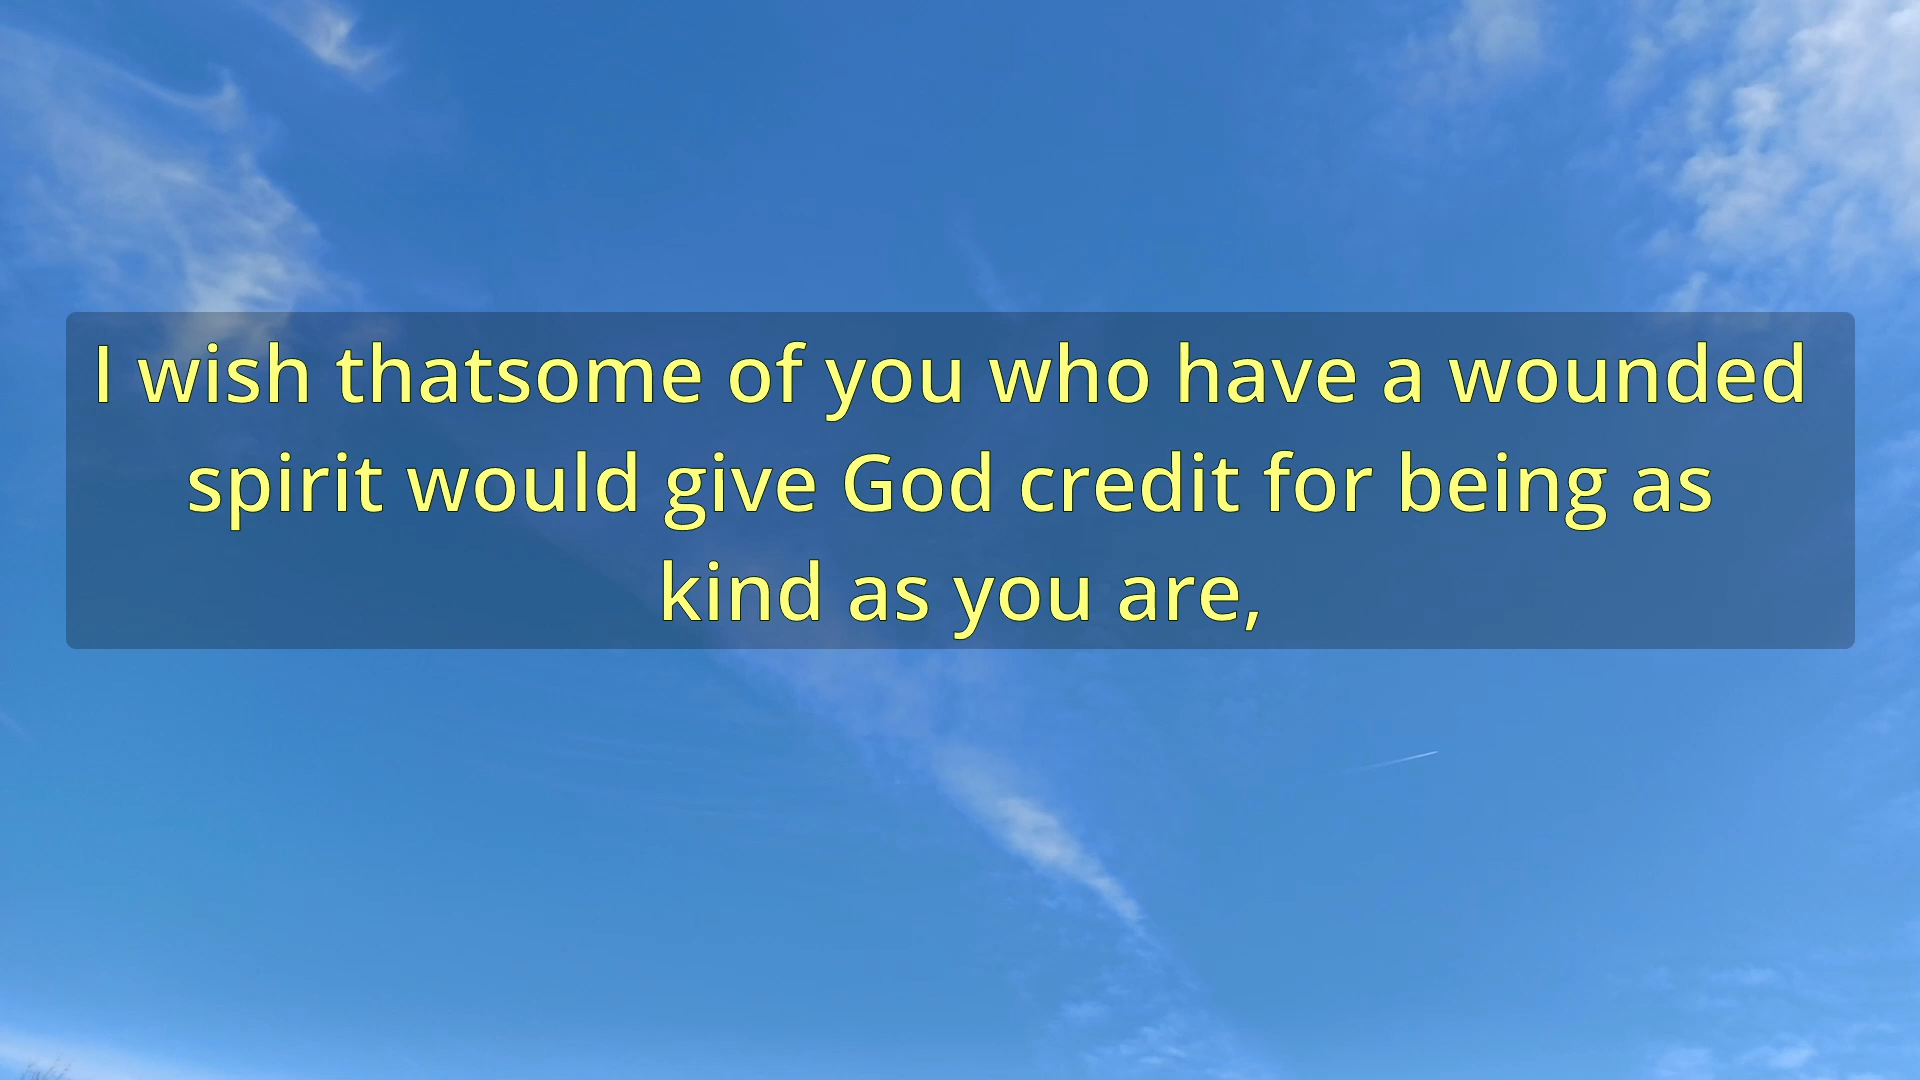 I wish thatsome of you who have a wounded
spirit would give God credit for being as
kind as you are,